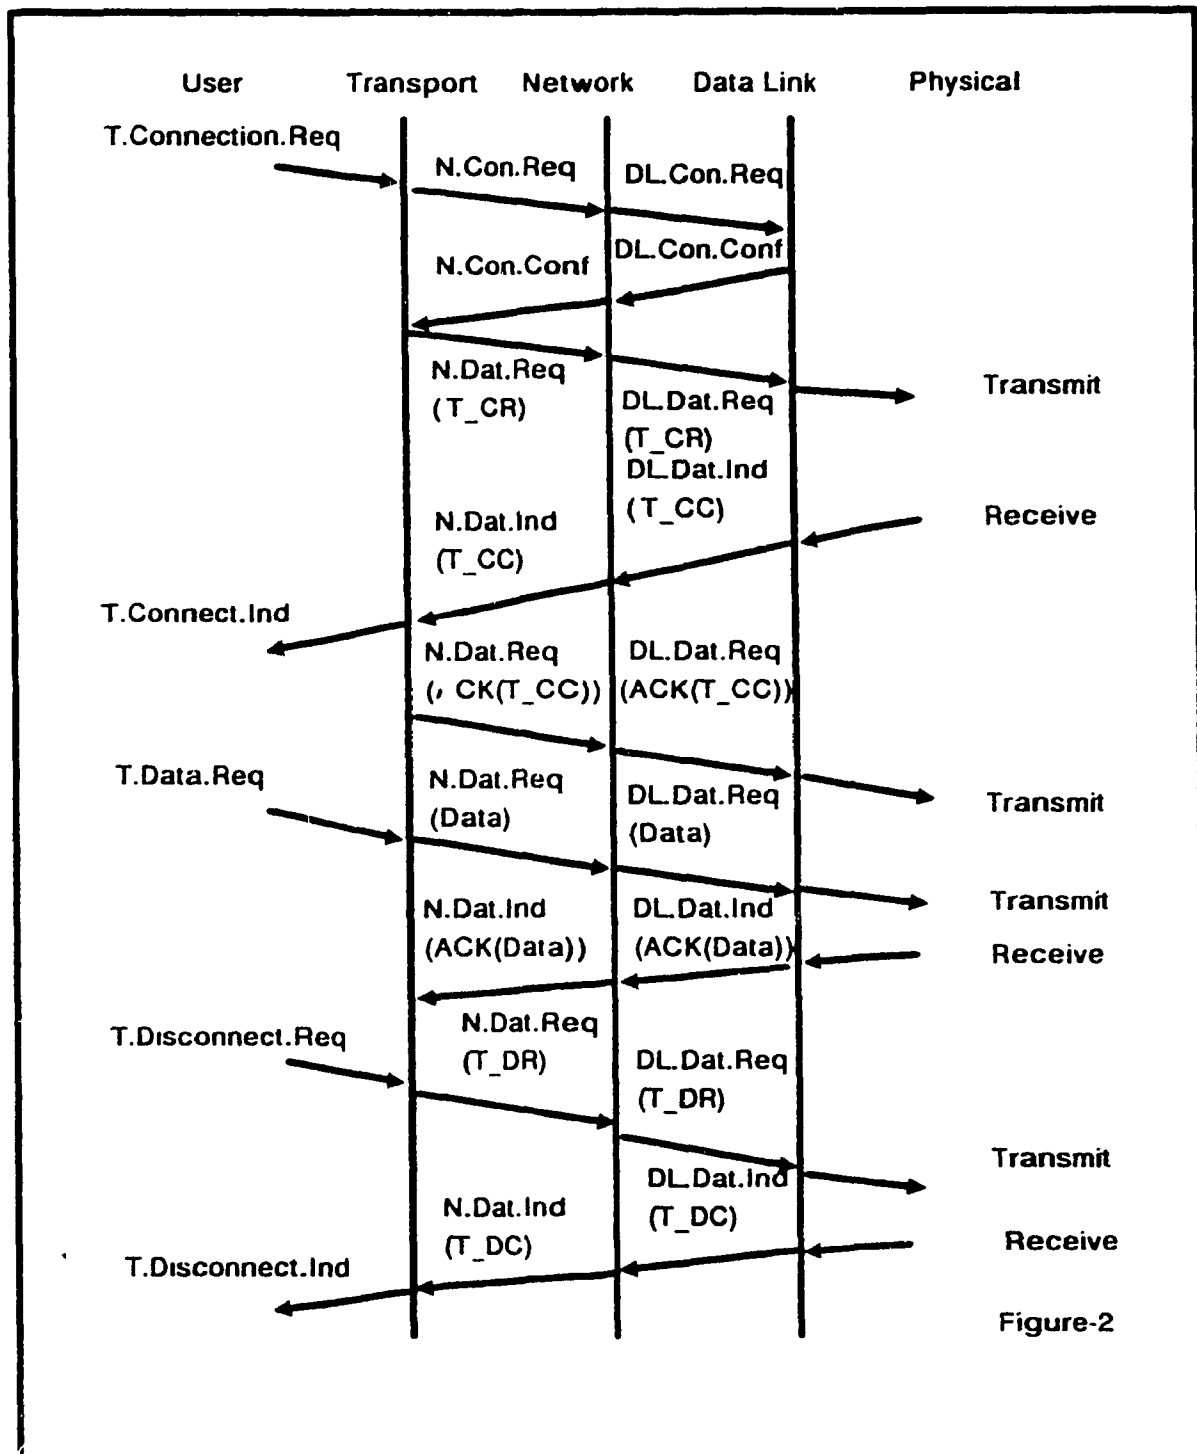 User Transport Network Data Link Physical
T.Connection.Req
N.Con.Req DL.Con.Req
N.Con.Conf DL.Con.Conf
N.Dat.Req
(T_CR)
DL.Dat.Req
(T_CR)
Transmit
DL.Dat.Ind
(T_CC)
N.Dat.Ind
(T_CC)
Receive
T.Connect.Ind
N.Dat.Req DL.Dat.Req
CK(T_CC)) (ACK(T_CC))
T.Data.Req
N.Dat.Req
(Data)
DL.Dat.Req
(Data)
Transmit
Transmit
N.Dat.Ind
(ACK(Data))
DL.Dat.Ind
(ACK(Data))
Receive
T.Disconnect.Req
N.Dat.Req
(T_DR)
DL.Dat.Req
(T_DR)
Transmit
N.Dat.Ind
(T_DC)
DL.Dat.Ind
(T_DC)
Receive
T.Disconnect.Ind
Figure-2